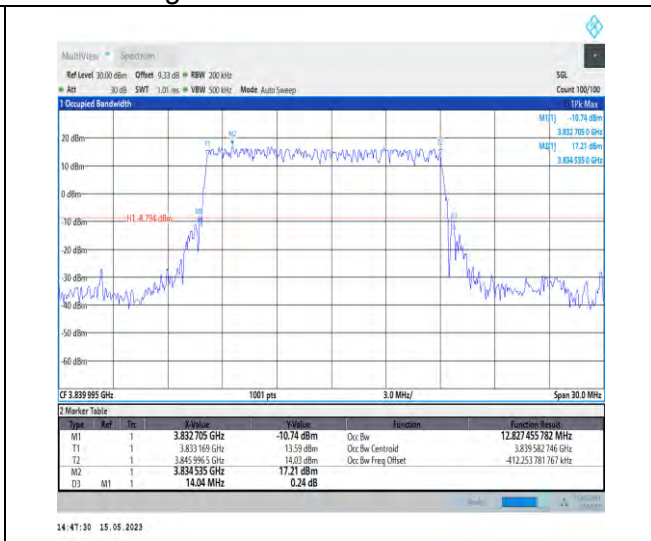 MultiView Spectrum
Ref Level 30.00 dBm Offset 9.33 dB RBW 200 kHz SGL
Att 30 dB SWT 1.01 ms VBW 500 kHz Mode Auto Sweep Count 100/100
1 Occupied Bandwidth 1Pk Max
M1[1] -10.74 dBm
3.832 705 0 GHz
M2[1] 17.21 dBm
3.834 535 0 GHz
20 dBm
M2
T1
T2
10 dBm
0 dBm
M1
H1 -8.794 dBm
D3
-10 dBm
-20 dBm
-30 dBm
-40 dBm
-50 dBm
-60 dBm
CF 3.839 995 GHz 1001 pts 3.0 MHz/ Span 30.0 MHz
2 Marker Table
Type Ref Trc X-Value Y-Value Function Function Result
M1 1 3.832 705 GHz -10.74 dBm Occ Bw 12.827 455 782 MHz
T1 1 3.833 169 GHz 13.59 dBm Occ Bw Centroid 3.839 582 746 GHz
T2 1 3.845 996 5 GHz 14.03 dBm Occ Bw Freq Offset -412.253 781 767 kHz
M2 1 3.834 535 GHz 17.21 dBm
D3 M1 1 14.04 MHz 0.24 dB
14:47:30 15.05.2023